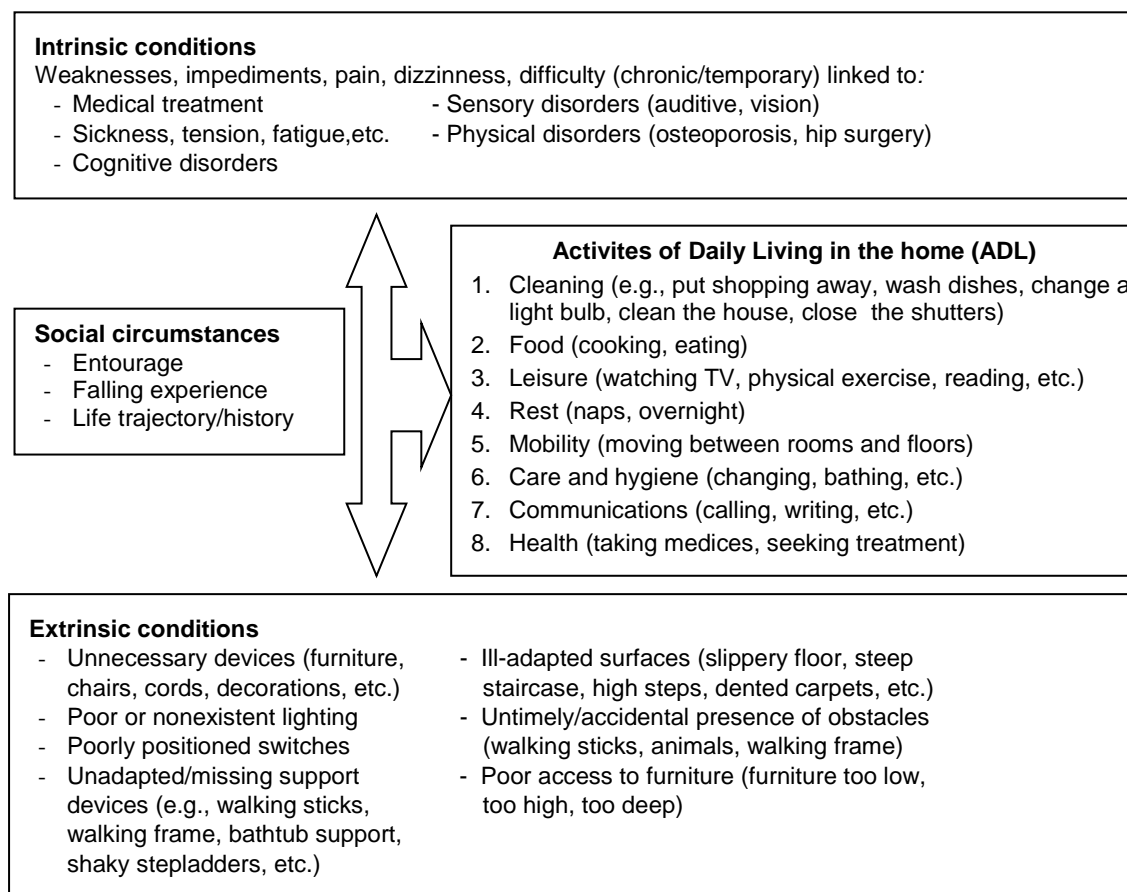 Intrinsic conditions
Weaknesses, impediments, pain, dizzinness, difficulty (chronic/temporary) linked to:
- Medical treatment
- Sickness, tension, fatigue,etc.
- Cognitive disorders
- Sensory disorders (auditive, vision)
- Physical disorders (osteoporosis, hip surgery)
Social circumstances
- Entourage
- Falling experience
- Life trajectory/history
Activites of Daily Living in the home (ADL)
1. Cleaning (e.g., put shopping away, wash dishes, change a
light bulb, clean the house, close the shutters)
2. Food (cooking, eating)
3. Leisure (watching TV, physical exercise, reading, etc.)
4. Rest (naps, overnight)
5. Mobility (moving between rooms and floors)
6. Care and hygiene (changing, bathing, etc.)
7. Communications (calling, writing, etc.)
8. Health (taking medices, seeking treatment)
Extrinsic conditions
- Unnecessary devices (furniture,
chairs, cords, decorations, etc.)
- Poor or nonexistent lighting
- Poorly positioned switches
- Unadapted/missing support
devices (e.g., walking sticks,
walking frame, bathtub support,
shaky stepladders, etc.)
- Ill-adapted surfaces (slippery floor, steep
staircase, high steps, dented carpets, etc.)
- Untimely/accidental presence of obstacles
(walking sticks, animals, walking frame)
- Poor access to furniture (furniture too low,
too high, too deep)